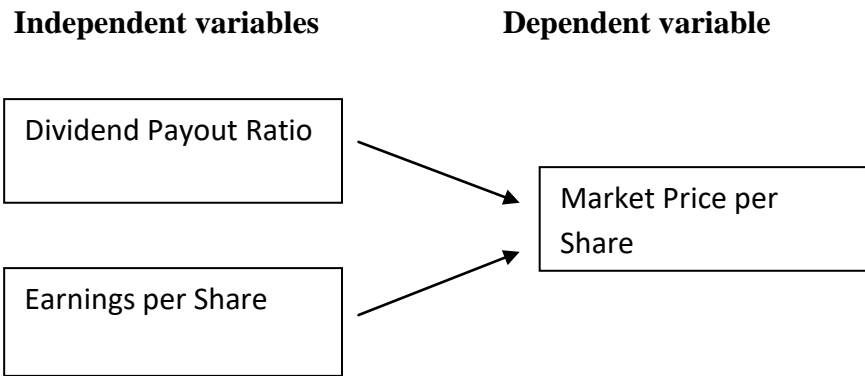 Independent variables
Dependent variable
Dividend Payout Ratio
Market Price per
Share
Earnings per Share